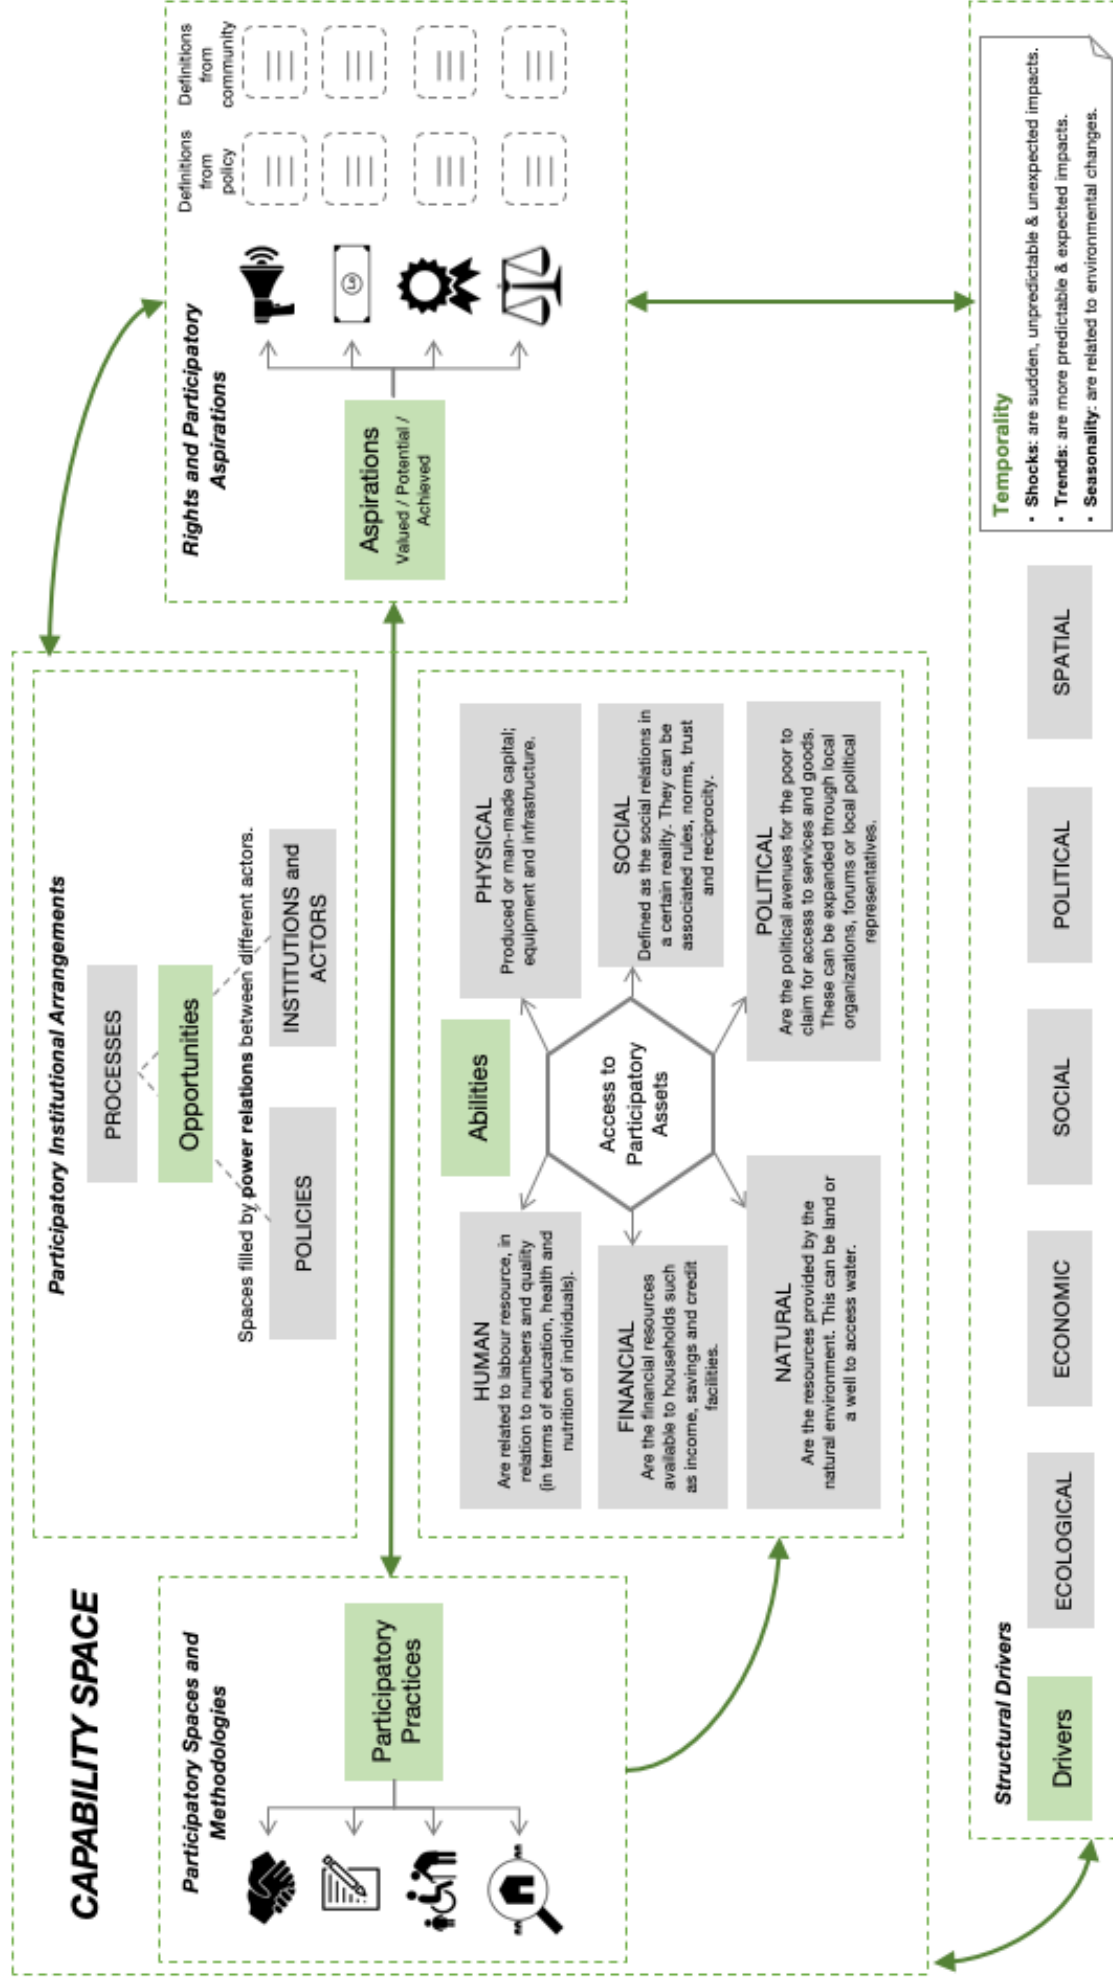 CAPABILITY SPACE
Participatory Spaces and
Methodologies
Participatory
Practices
Participatory Institutional Arrangements
PROCESSES
Opportunities
Spaces filled by power relations between different actors.
POLICIES
INSTITUTIONS and
ACTORS
Abilities
HUMAN
Are related to labour resource, in
relation to numbers and quality
(in terms of education, health and
nutrition of individuals).
PHYSICAL
Produced or man-made capital;
equipment and infrastructure.
FINANCIAL
Are the financial resources
available to households such
as income, savings and credit
facilities.
Access to
Participatory
Assets
SOCIAL
Defined as the social relations in
a certain reality. They can be
associated rules, norms, trust
and reciprocity.
NATURAL
Are the resources provided by the
natural environment. This can be land or
a well to access water.
POLITICAL
Are the political avenues for the poor to
claim for access to services and goods.
These can be expanded through local
organizations, forums or local political
representatives.
Rights and Participatory
Aspirations
Aspirations
Valued / Potential /
Achieved
Definitions
from
policy
Definitions
from
community
Le
Structural Drivers
Drivers
ECOLOGICAL
ECONOMIC
SOCIAL
POLITICAL
SPATIAL
Temporality
• Shocks: are sudden, unpredictable & unexpected impacts.
• Trends: are more predictable & expected impacts.
• Seasonality: are related to environmental changes.